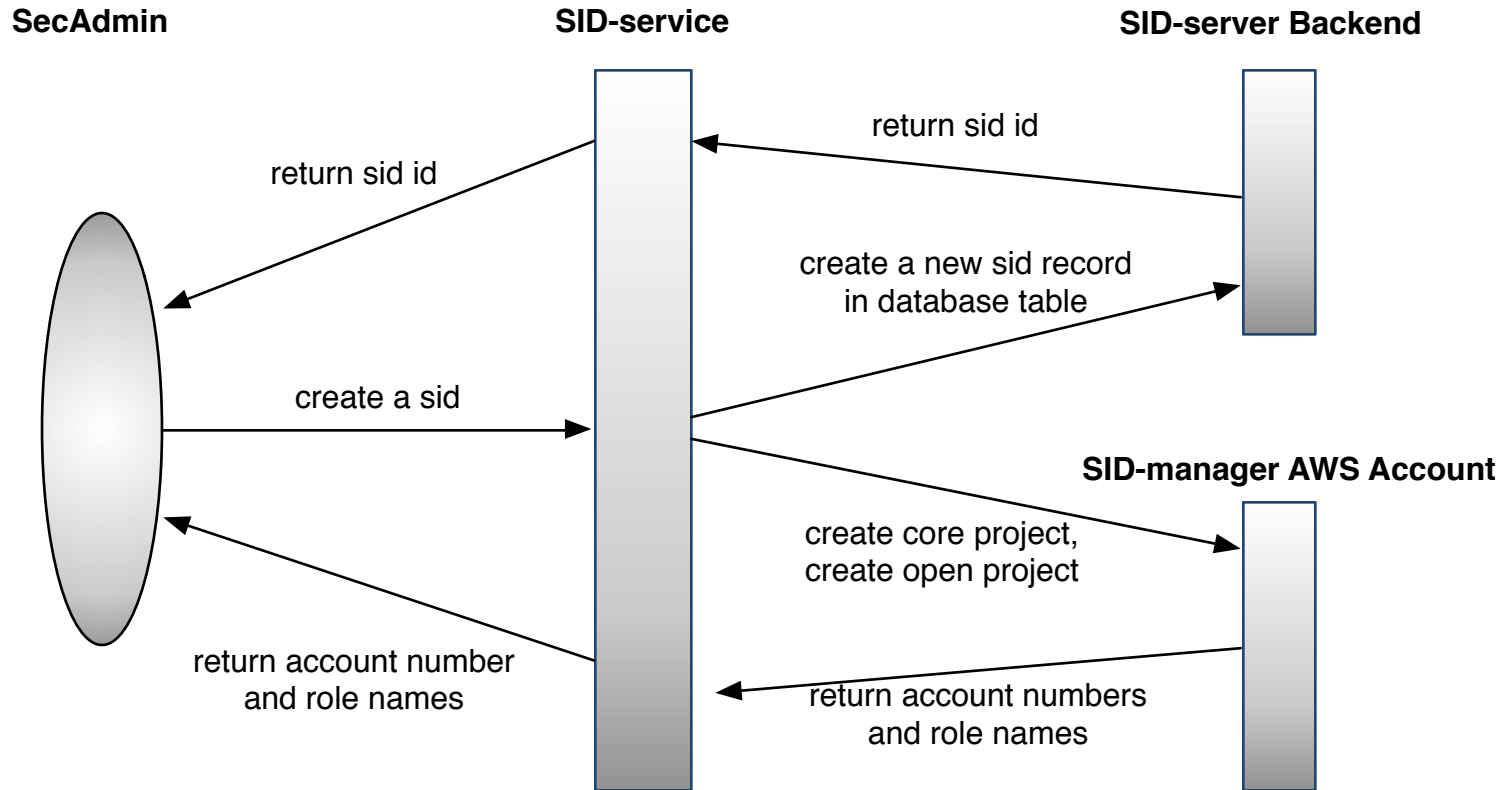 SecAdmin
SID-service
SID-server Backend
return sid id
return sid id
create a new sid record
in database table
create a sid
SID-manager AWS Account
create core project,
create open project
return account number
and role names
return account numbers
and role names